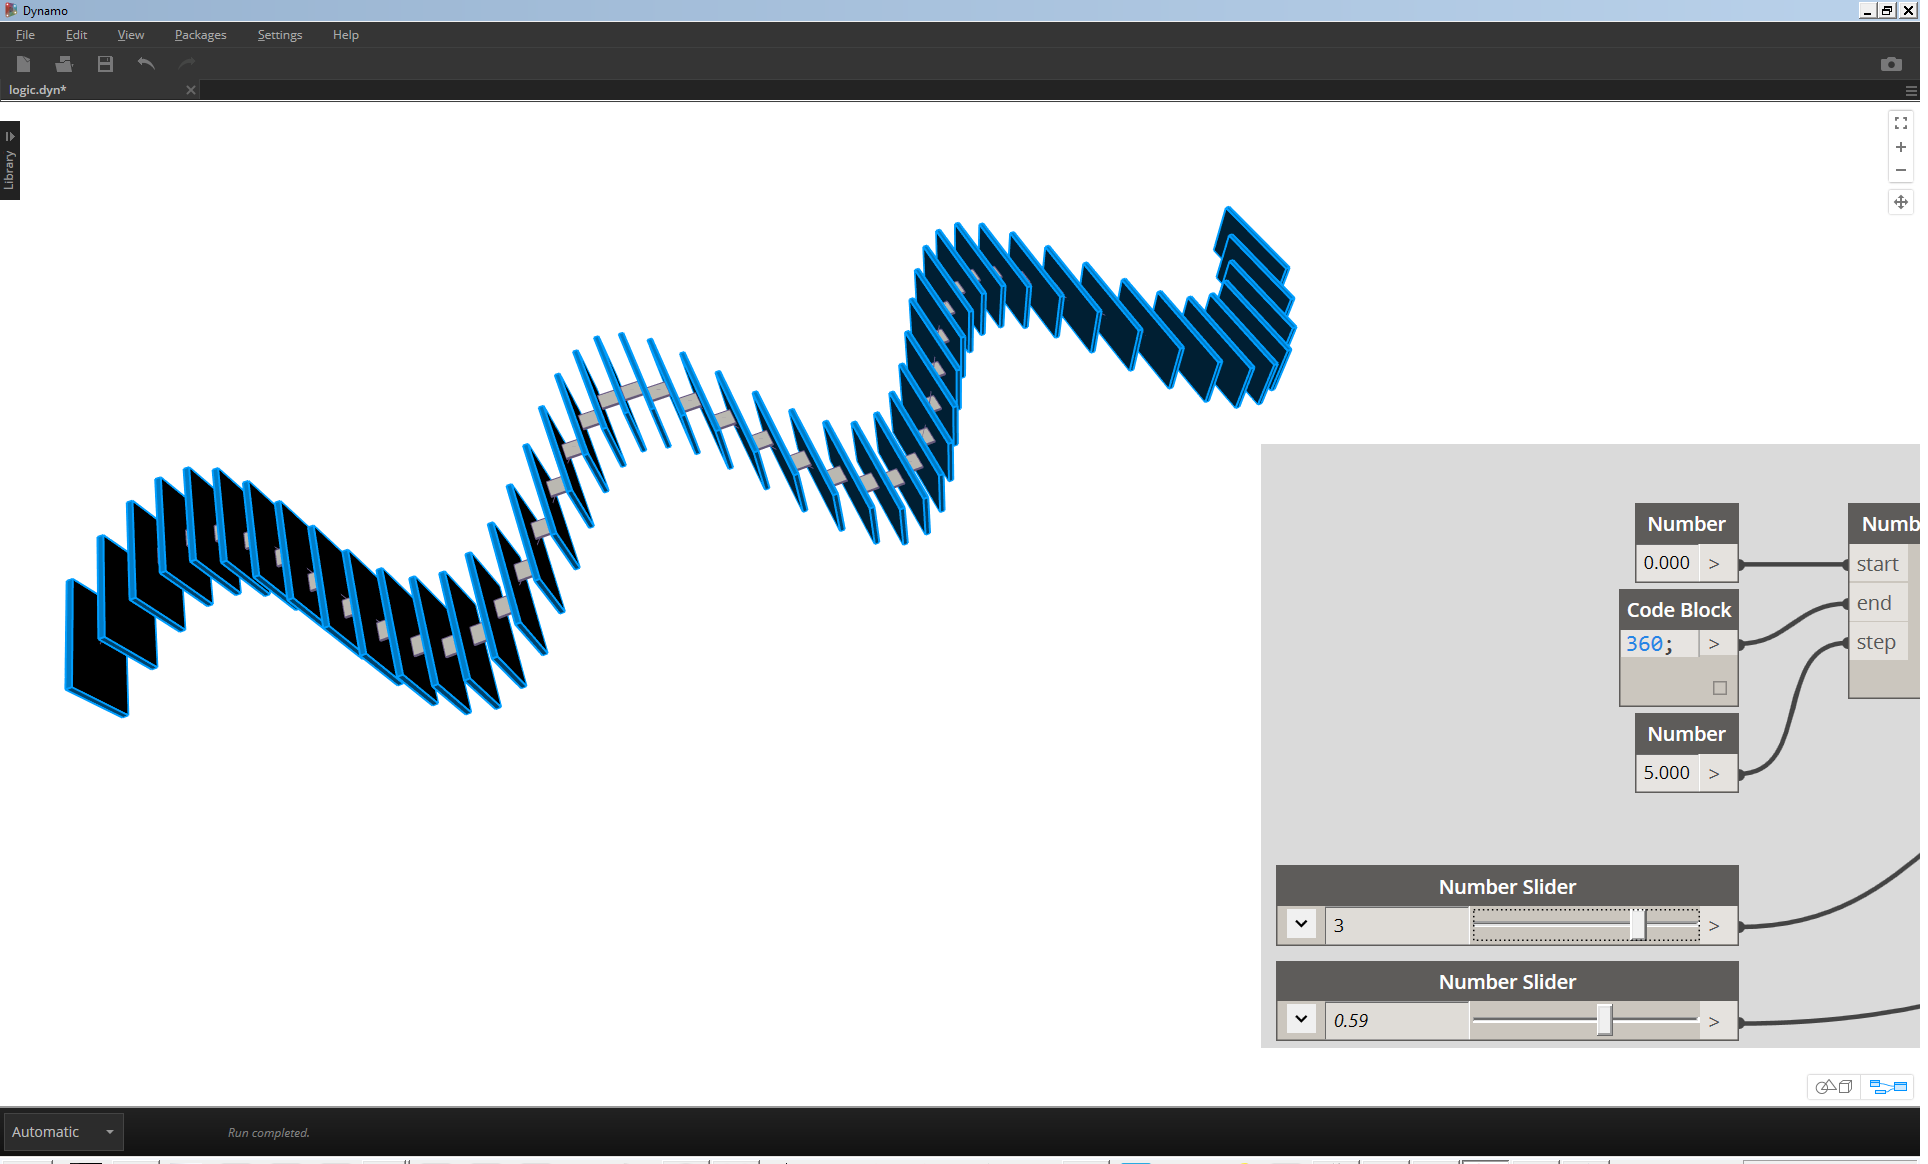 Dynamo
File Edit View Packages Settings Help
logic.dyn*
Library
Number
0.000 >
Code Block
360; >
Number
5.000 >
Numb
start
end
step
Number Slider
3 >
Number Slider
0.59 >
Automatic
Run completed.